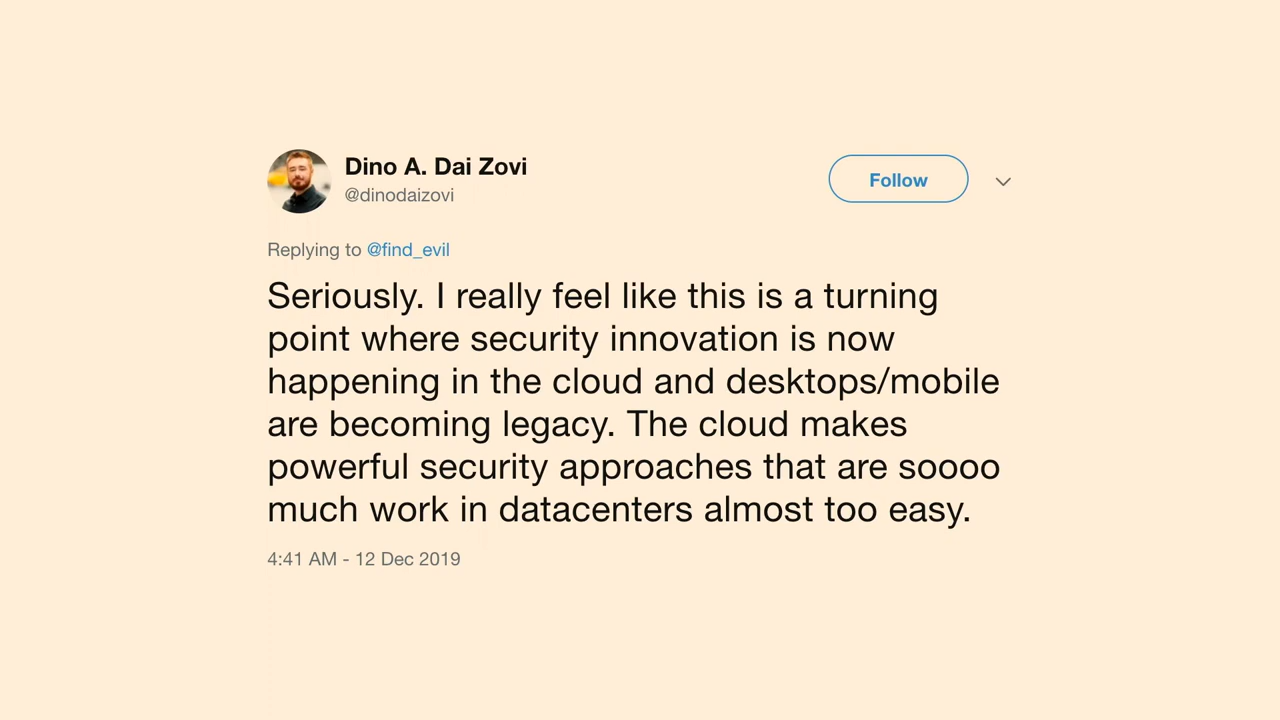 Dino A. Dai Zovi
@dinodaizovi
Follow
Replying to @find_evil
Seriously. I really feel like this is a turning
point where security innovation is now
happening in the cloud and desktops/mobile
are becoming legacy. The cloud makes
powerful security approaches that are soooo
much work in datacenters almost too easy.
4:41 AM - 12 Dec 2019